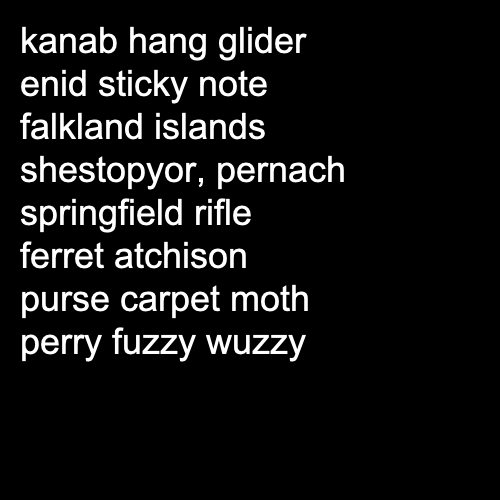 kanab hang glider
enid sticky note
falkland islands
shestopyor, pernach
springfield rifle
ferret atchison
purse carpet moth
perry fuzzy wuzzy